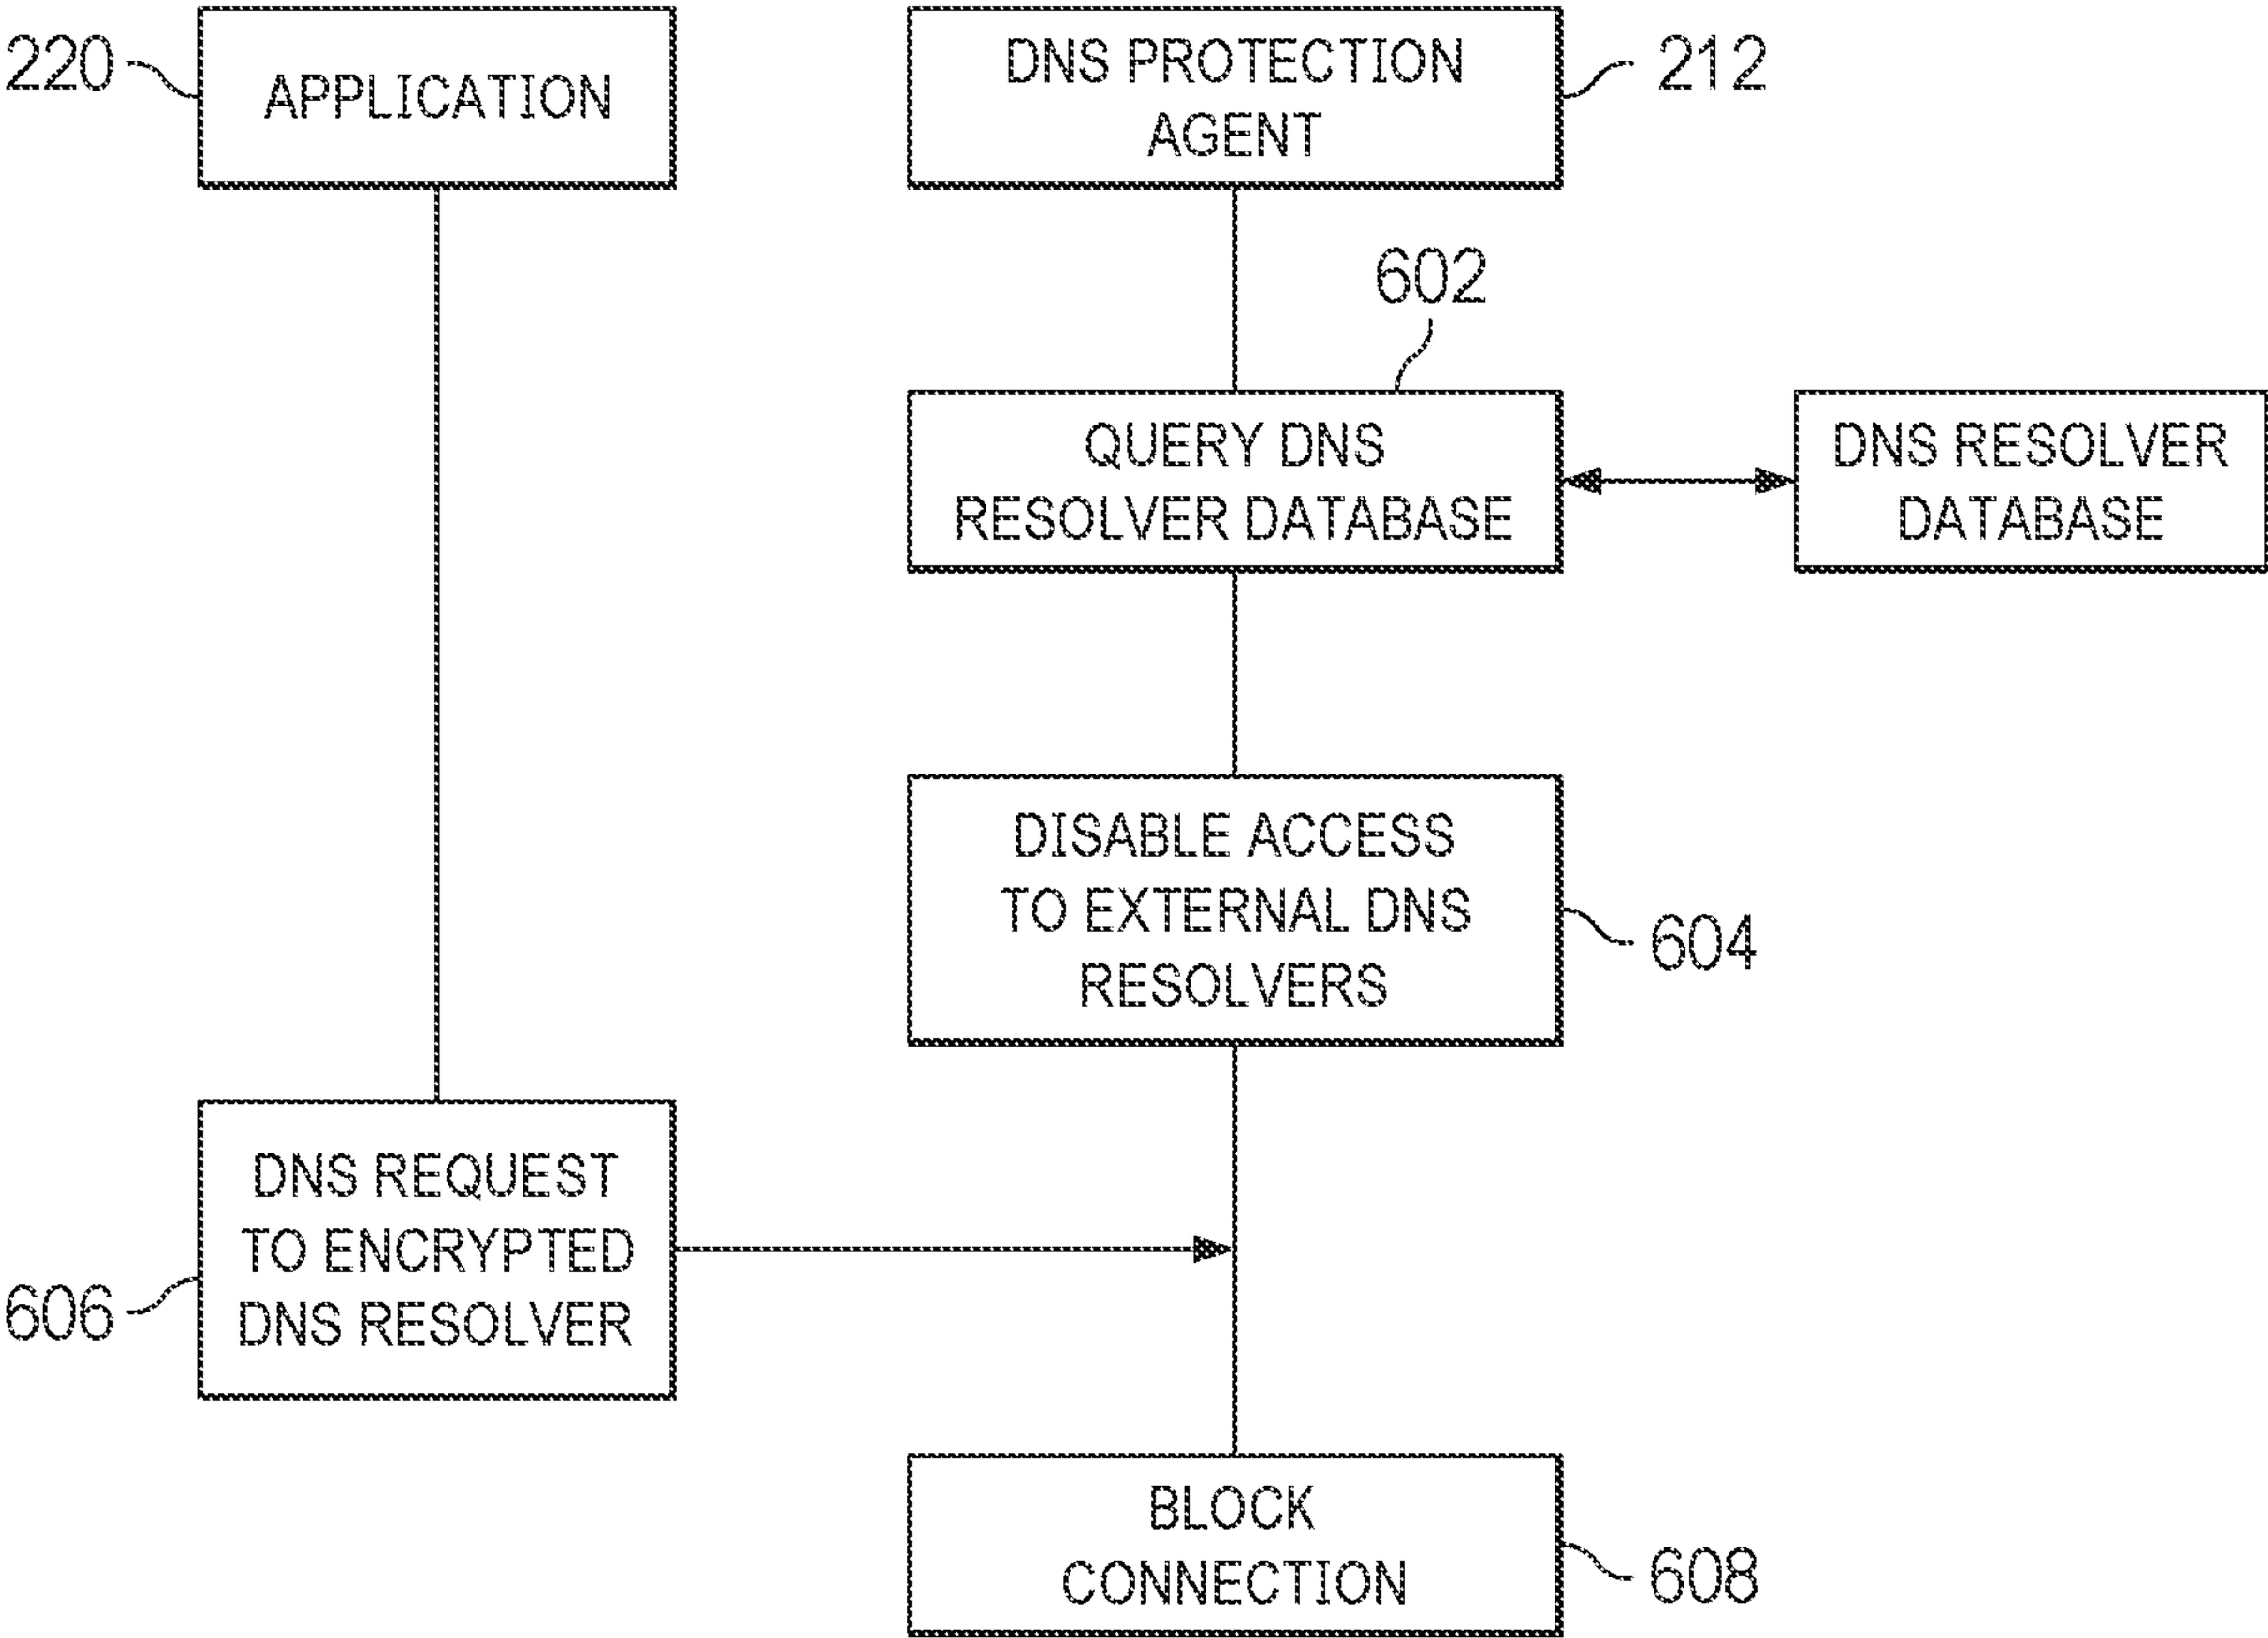 220
APPLICATION
DNS PROTECTION
AGENT
212
602
QUERY DNS
RESOLVER DATABASE
DNS RESOLVER
DATABASE
DISABLE ACCESS
TO EXTERNAL DNS
RESOLVERS
604
DNS REQUEST
TO ENCRYPTED
DNS RESOLVER
606
BLOCK
CONNECTION
608